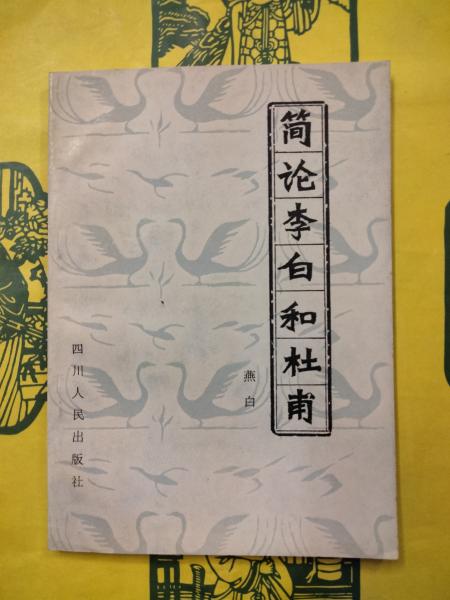 简论李白和杜甫
燕白
四川人民出版社